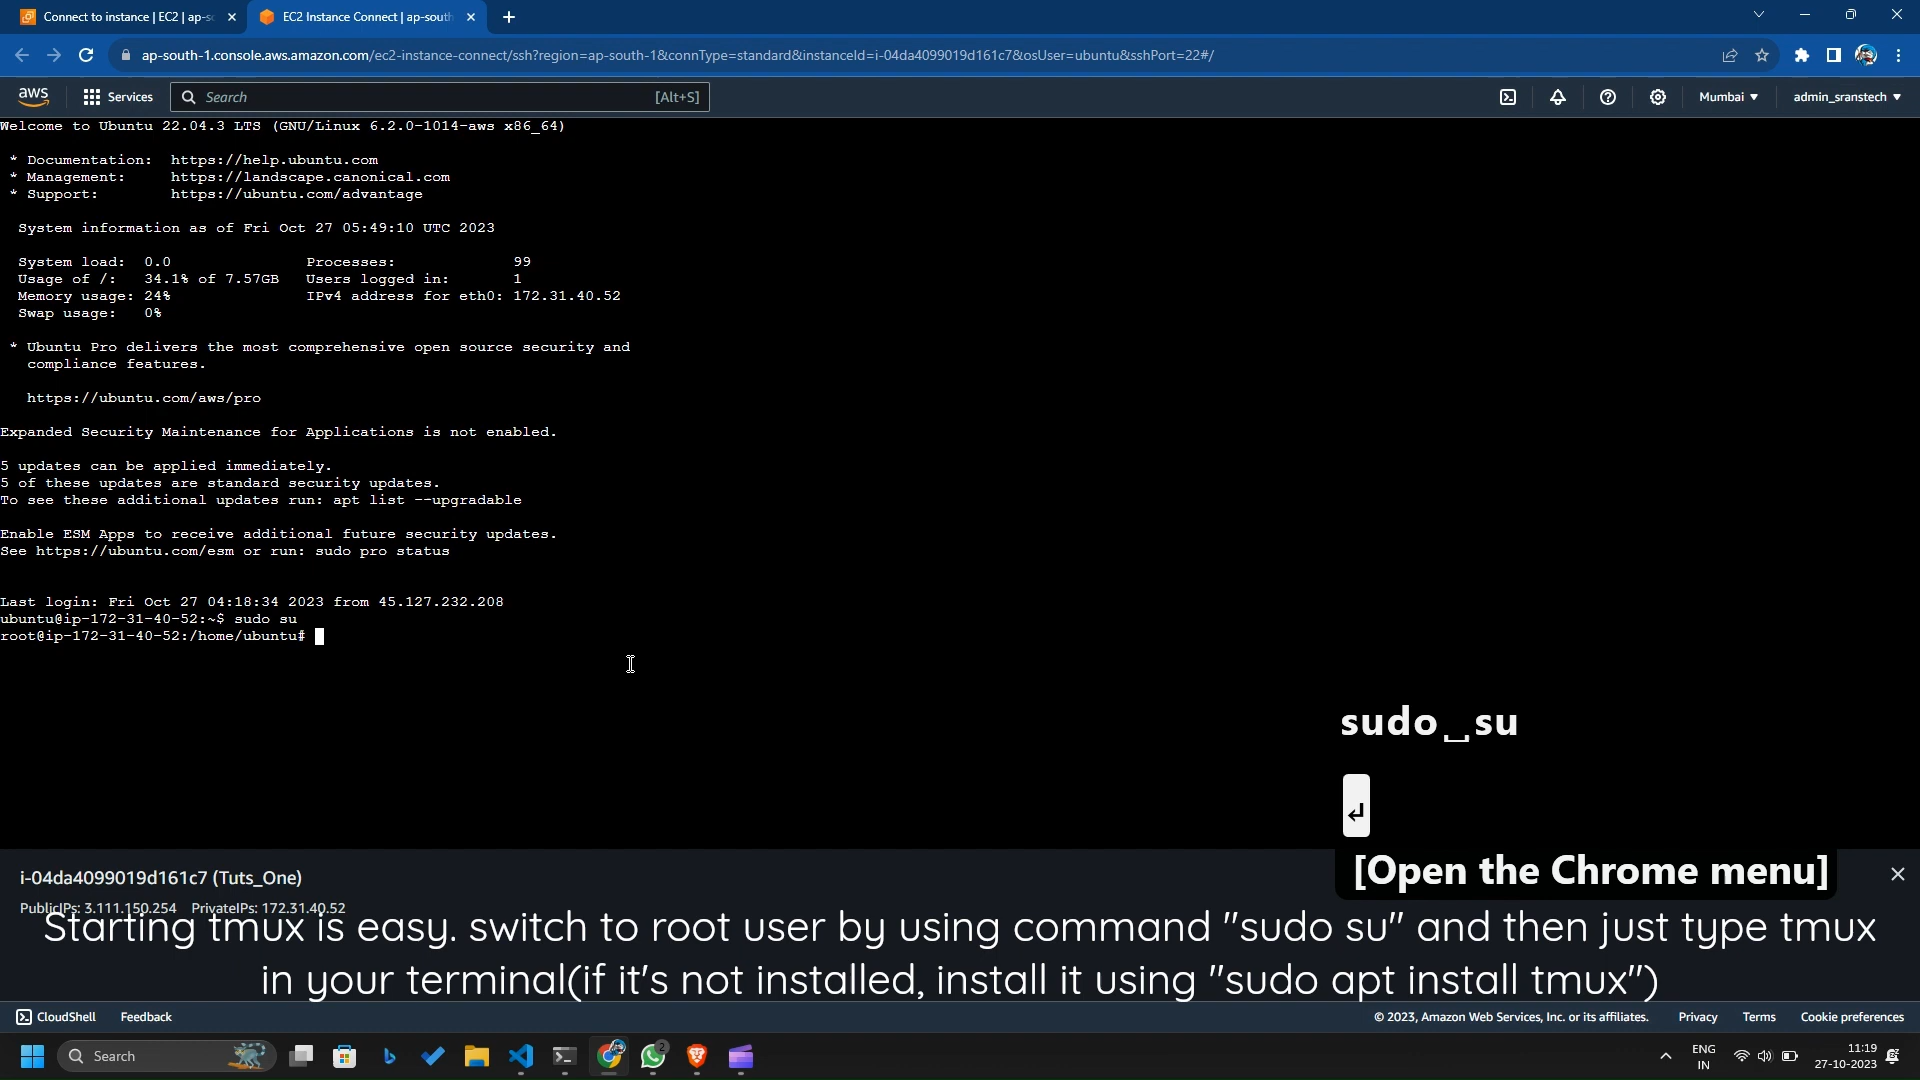 Connect to instance | EC2 | ap-s
EC2 Instance Connect | ap-south
ap-south-1.console.aws.amazon.com/ec2-instance-connect/ssh?region=ap-south-1&connType=standard&instanceId=i-04da4099019d161c7&osUser=ubuntu&sshPort=22#/
aws
Services
Search
[Alt+S]
Mumbai
admin_sranstech
Welcome to Ubuntu 22.04.3 LTS (GNU/Linux 6.2.0-1014-aws x86_64)
* Documentation: https://help.ubuntu.com
* Management: https://landscape.canonical.com
* Support: https://ubuntu.com/advantage
System information as of Fri Oct 27 05:49:10 UTC 2023
System load: 0.0 Processes: 99
Usage of /: 34.1% of 7.57GB Users logged in: 1
Memory usage: 24% IPv4 address for eth0: 172.31.40.52
Swap usage: 0%
* Ubuntu Pro delivers the most comprehensive open source security and
compliance features.
https://ubuntu.com/aws/pro
Expanded Security Maintenance for Applications is not enabled.
5 updates can be applied immediately.
5 of these updates are standard security updates.
To see these additional updates run: apt list --upgradable
Enable ESM Apps to receive additional future security updates.
See https://ubuntu.com/esm or run: sudo pro status
Last login: Fri Oct 27 04:18:34 2023 from 45.127.232.208
ubuntu@ip-172-31-40-52:~$ sudo su
root@ip-172-31-40-52:/home/ubuntu#
sudo␣su
↵
[Open the Chrome menu]
i-04da4099019d161c7 (Tuts_One)
PublicIPs: 3.111.150.254 PrivateIPs: 172.31.40.52
Starting tmux is easy. switch to root user by using command "sudo su" and then just type tmux
in your terminal(if it's not installed, install it using "sudo apt install tmux")
CloudShell
Feedback
© 2023, Amazon Web Services, Inc. or its affiliates.
Privacy
Terms
Cookie preferences
Search
2
ENG
IN
11:19
27-10-2023